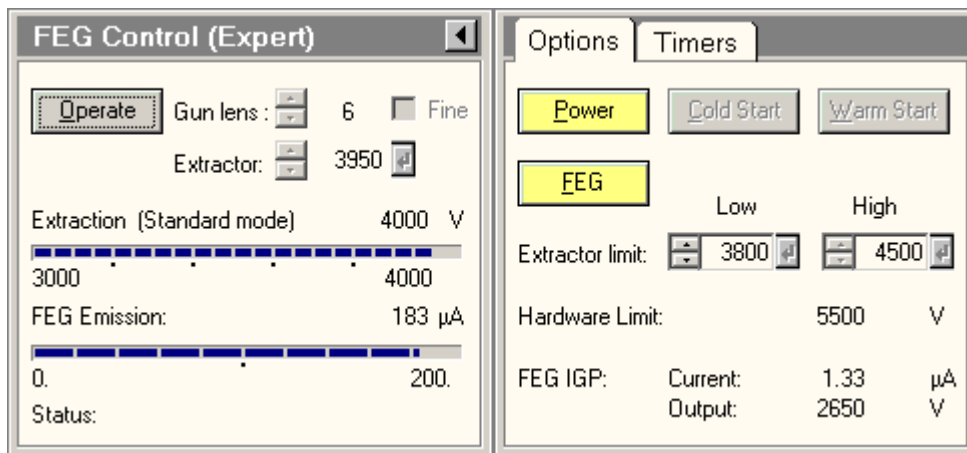 FEG Control (Expert)
Operate Gun lens : 6 Fine
Extractor: 3950
Extraction (Standard mode) 4000 V
3000 4000
FEG Emission: 183 µA
0. 200.
Status:
Options Timers
Power Cold Start Warm Start
FEG
Low High
Extractor limit: 3800 4500
Hardware Limit: 5500 V
FEG IGP: Current: 1.33 µA
Output: 2650 V